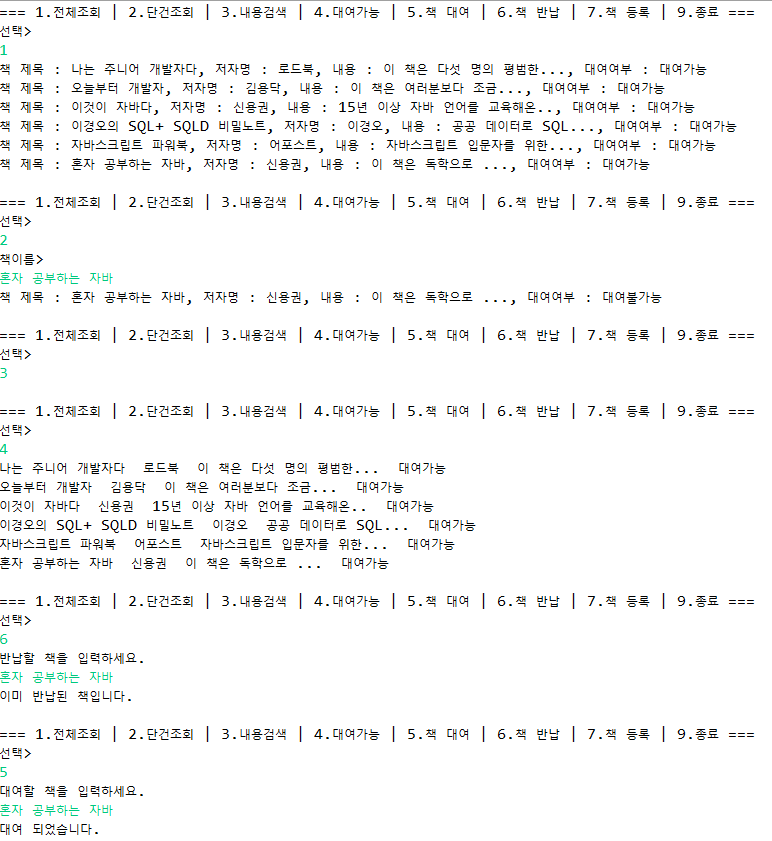 === 1.전체조회 | 2.단건조회 | 3.내용검색 | 4.대여가능 | 5.책 대여 | 6.책 반납 | 7.책 등록 | 9.종료 ===
선택>
1
책 제목 : 나는 주니어 개발자다, 저자명 : 로드북, 내용 : 이 책은 다섯 명의 평범한..., 대여여부 : 대여가능
책 제목 : 오늘부터 개발자, 저자명 : 김용닥, 내용 : 이 책은 여러분보다 조금..., 대여여부 : 대여가능
책 제목 : 이것이 자바다, 저자명 : 신용권, 내용 : 15년 이상 자바 언어를 교육해온.., 대여여부 : 대여가능
책 제목 : 이경오의 SQL+ SQLD 비밀노트, 저자명 : 이경오, 내용 : 공공 데이터로 SQL..., 대여여부 : 대여가능
책 제목 : 자바스크립트 파워북, 저자명 : 어포스트, 내용 : 자바스크립트 입문자를 위한..., 대여여부 : 대여가능
책 제목 : 혼자 공부하는 자바, 저자명 : 신용권, 내용 : 이 책은 독학으로 ..., 대여여부 : 대여가능
=== 1.전체조회 | 2.단건조회 | 3.내용검색 | 4.대여가능 | 5.책 대여 | 6.책 반납 | 7.책 등록 | 9.종료 ===
선택>
2
책이름>
혼자 공부하는 자바
책 제목 : 혼자 공부하는 자바, 저자명 : 신용권, 내용 : 이 책은 독학으로 ..., 대여여부 : 대여불가능
=== 1.전체조회 | 2.단건조회 | 3.내용검색 | 4.대여가능 | 5.책 대여 | 6.책 반납 | 7.책 등록 | 9.종료 ===
선택>
3
=== 1.전체조회 | 2.단건조회 | 3.내용검색 | 4.대여가능 | 5.책 대여 | 6.책 반납 | 7.책 등록 | 9.종료 ===
선택>
4
나는 주니어 개발자다  로드북  이 책은 다섯 명의 평범한...  대여가능
오늘부터 개발자  김용닥  이 책은 여러분보다 조금...  대여가능
이것이 자바다  신용권  15년 이상 자바 언어를 교육해온..  대여가능
이경오의 SQL+ SQLD 비밀노트  이경오  공공 데이터로 SQL...  대여가능
자바스크립트 파워북  어포스트  자바스크립트 입문자를 위한...  대여가능
혼자 공부하는 자바  신용권  이 책은 독학으로 ...  대여가능
=== 1.전체조회 | 2.단건조회 | 3.내용검색 | 4.대여가능 | 5.책 대여 | 6.책 반납 | 7.책 등록 | 9.종료 ===
선택>
6
반납할 책을 입력하세요.
혼자 공부하는 자바
이미 반납된 책입니다.
=== 1.전체조회 | 2.단건조회 | 3.내용검색 | 4.대여가능 | 5.책 대여 | 6.책 반납 | 7.책 등록 | 9.종료 ===
선택>
5
대여할 책을 입력하세요.
혼자 공부하는 자바
대여 되었습니다.